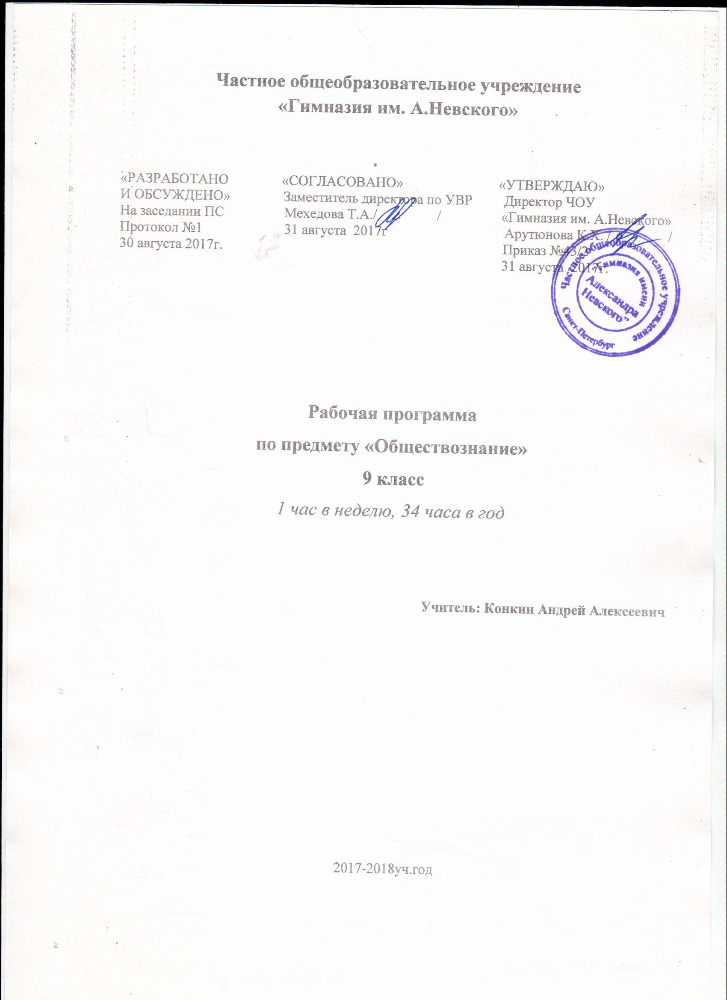 Частное общеобразовательное учреждение
«Гимназия им. А.Невского»
«РАЗРАБОТАНО
И ОБСУЖДЕНО»
На заседании ПС
Протокол №1
30 августа 2017г.
«СОГЛАСОВАНО»
Заместитель директора по УВР
Мехедова Т.А./ /
31 августа 2017г
«УТВЕРЖДАЮ»
Директор ЧОУ
«Гимназия им. А.Невского»
Арутюнова К.Х. / /
Приказ №43/2
31 августа 2017г.
Частное общеобразовательное учреждение
"Гимназия имени
Александра
Невского"
Санкт-Петербург
Рабочая программа
по предмету «Обществознание»
9 класс
1 час в неделю, 34 часа в год
Учитель: Конкин Андрей Алексеевич
2017-2018уч.год